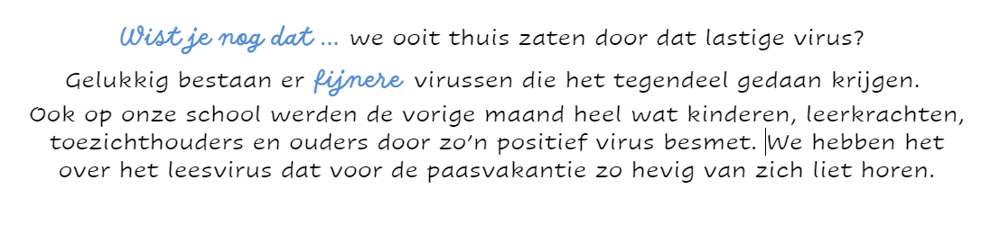 Wist je nog dat ... we ooit thuis zaten door dat lastige virus?
Gelukkig bestaan er fijnere virussen die het tegendeel gedaan krijgen.
Ook op onze school werden de vorige maand heel wat kinderen, leerkrachten,
toezichthouders en ouders door zo’n positief virus besmet. We hebben het
over het leesvirus dat voor de paasvakantie zo hevig van zich liet horen.